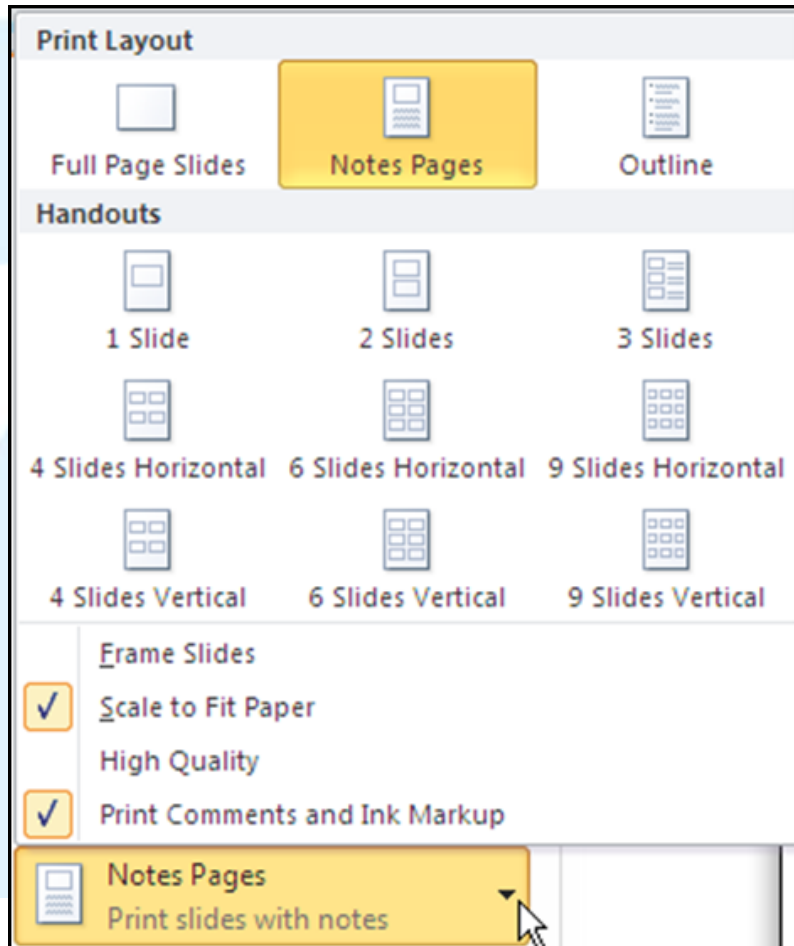 Print Layout
Full Page Slides Notes Pages Outline
Handouts
1 Slide 2 Slides 3 Slides
4 Slides Horizontal 6 Slides Horizontal 9 Slides Horizontal
4 Slides Vertical 6 Slides Vertical 9 Slides Vertical
Frame Slides
Scale to Fit Paper
High Quality
Print Comments and Ink Markup
Notes Pages
Print slides with notes